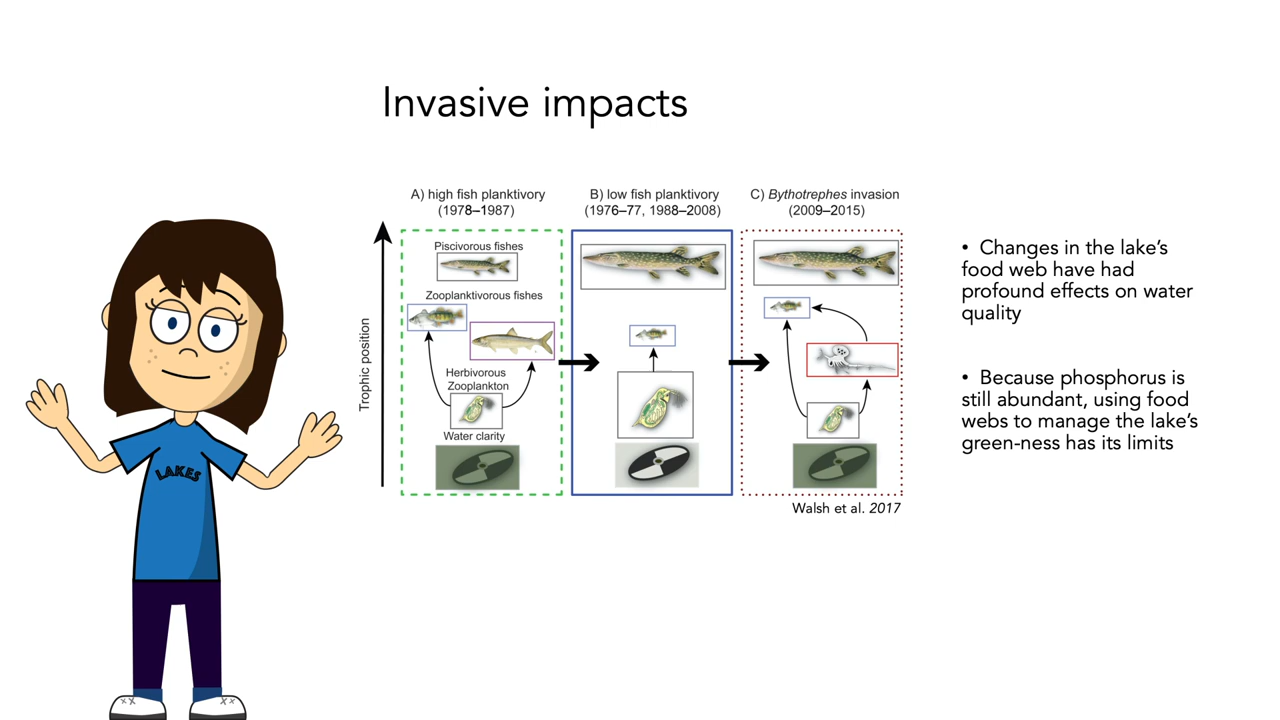 Invasive impacts
A) high fish planktivory
(1978–1987)
B) low fish planktivory
(1976–77, 1988–2008)
C) Bythotrephes invasion
(2009–2015)
Trophic position
Piscivorous fishes
Zooplanktivorous fishes
Herbivorous
Zooplankton
Water clarity
Walsh et al. 2017
• Changes in the lake’s
food web have had
profound effects on water
quality
• Because phosphorus is
still abundant, using food
webs to manage the lake’s
green-ness has its limits
LAKES